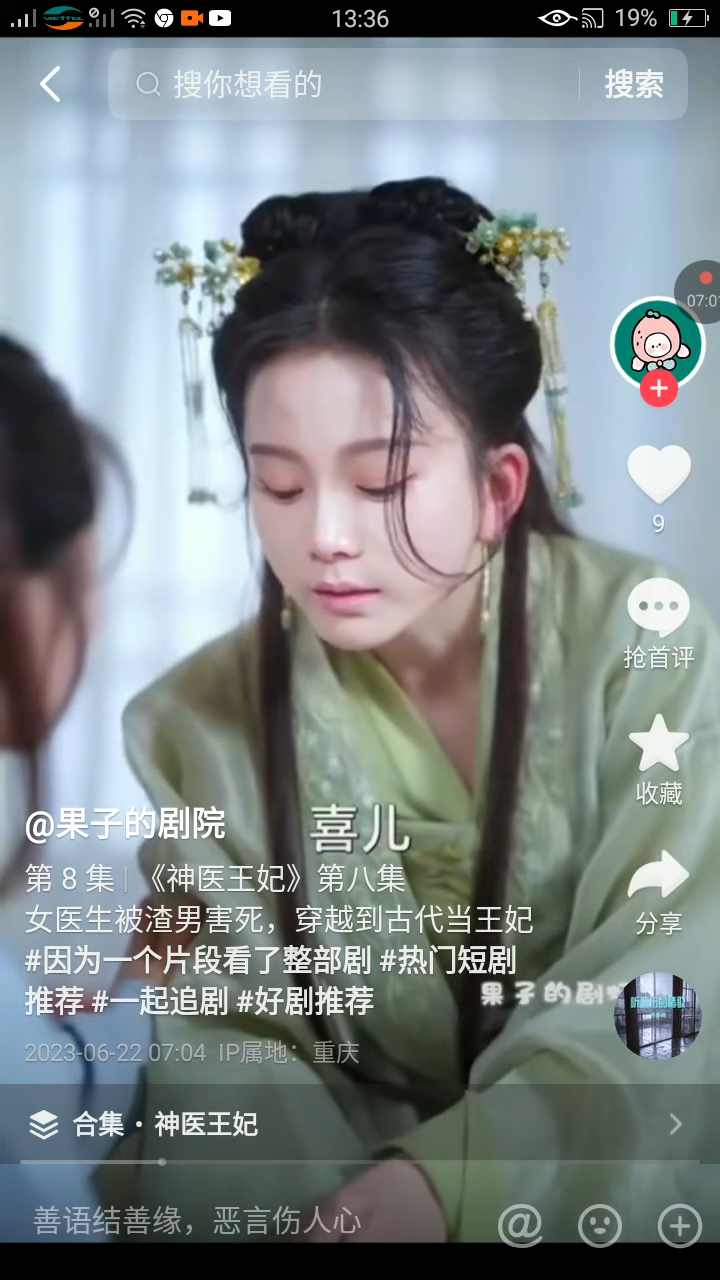 VIETTEL
13:36
19%
搜你想看的
搜索
07:01
9
抢首评
收藏
@果子的剧院
喜儿
第 8 集 | 《神医王妃》第八集
女医生被渣男害死，穿越到古代当王妃
#因为一个片段看了整部剧 #热门短剧
推荐 #一起追剧 #好剧推荐
分享
果子的剧
2023-06-22 07:04 IP属地：重庆
合集 · 神医王妃
善语结善缘，恶言伤人心